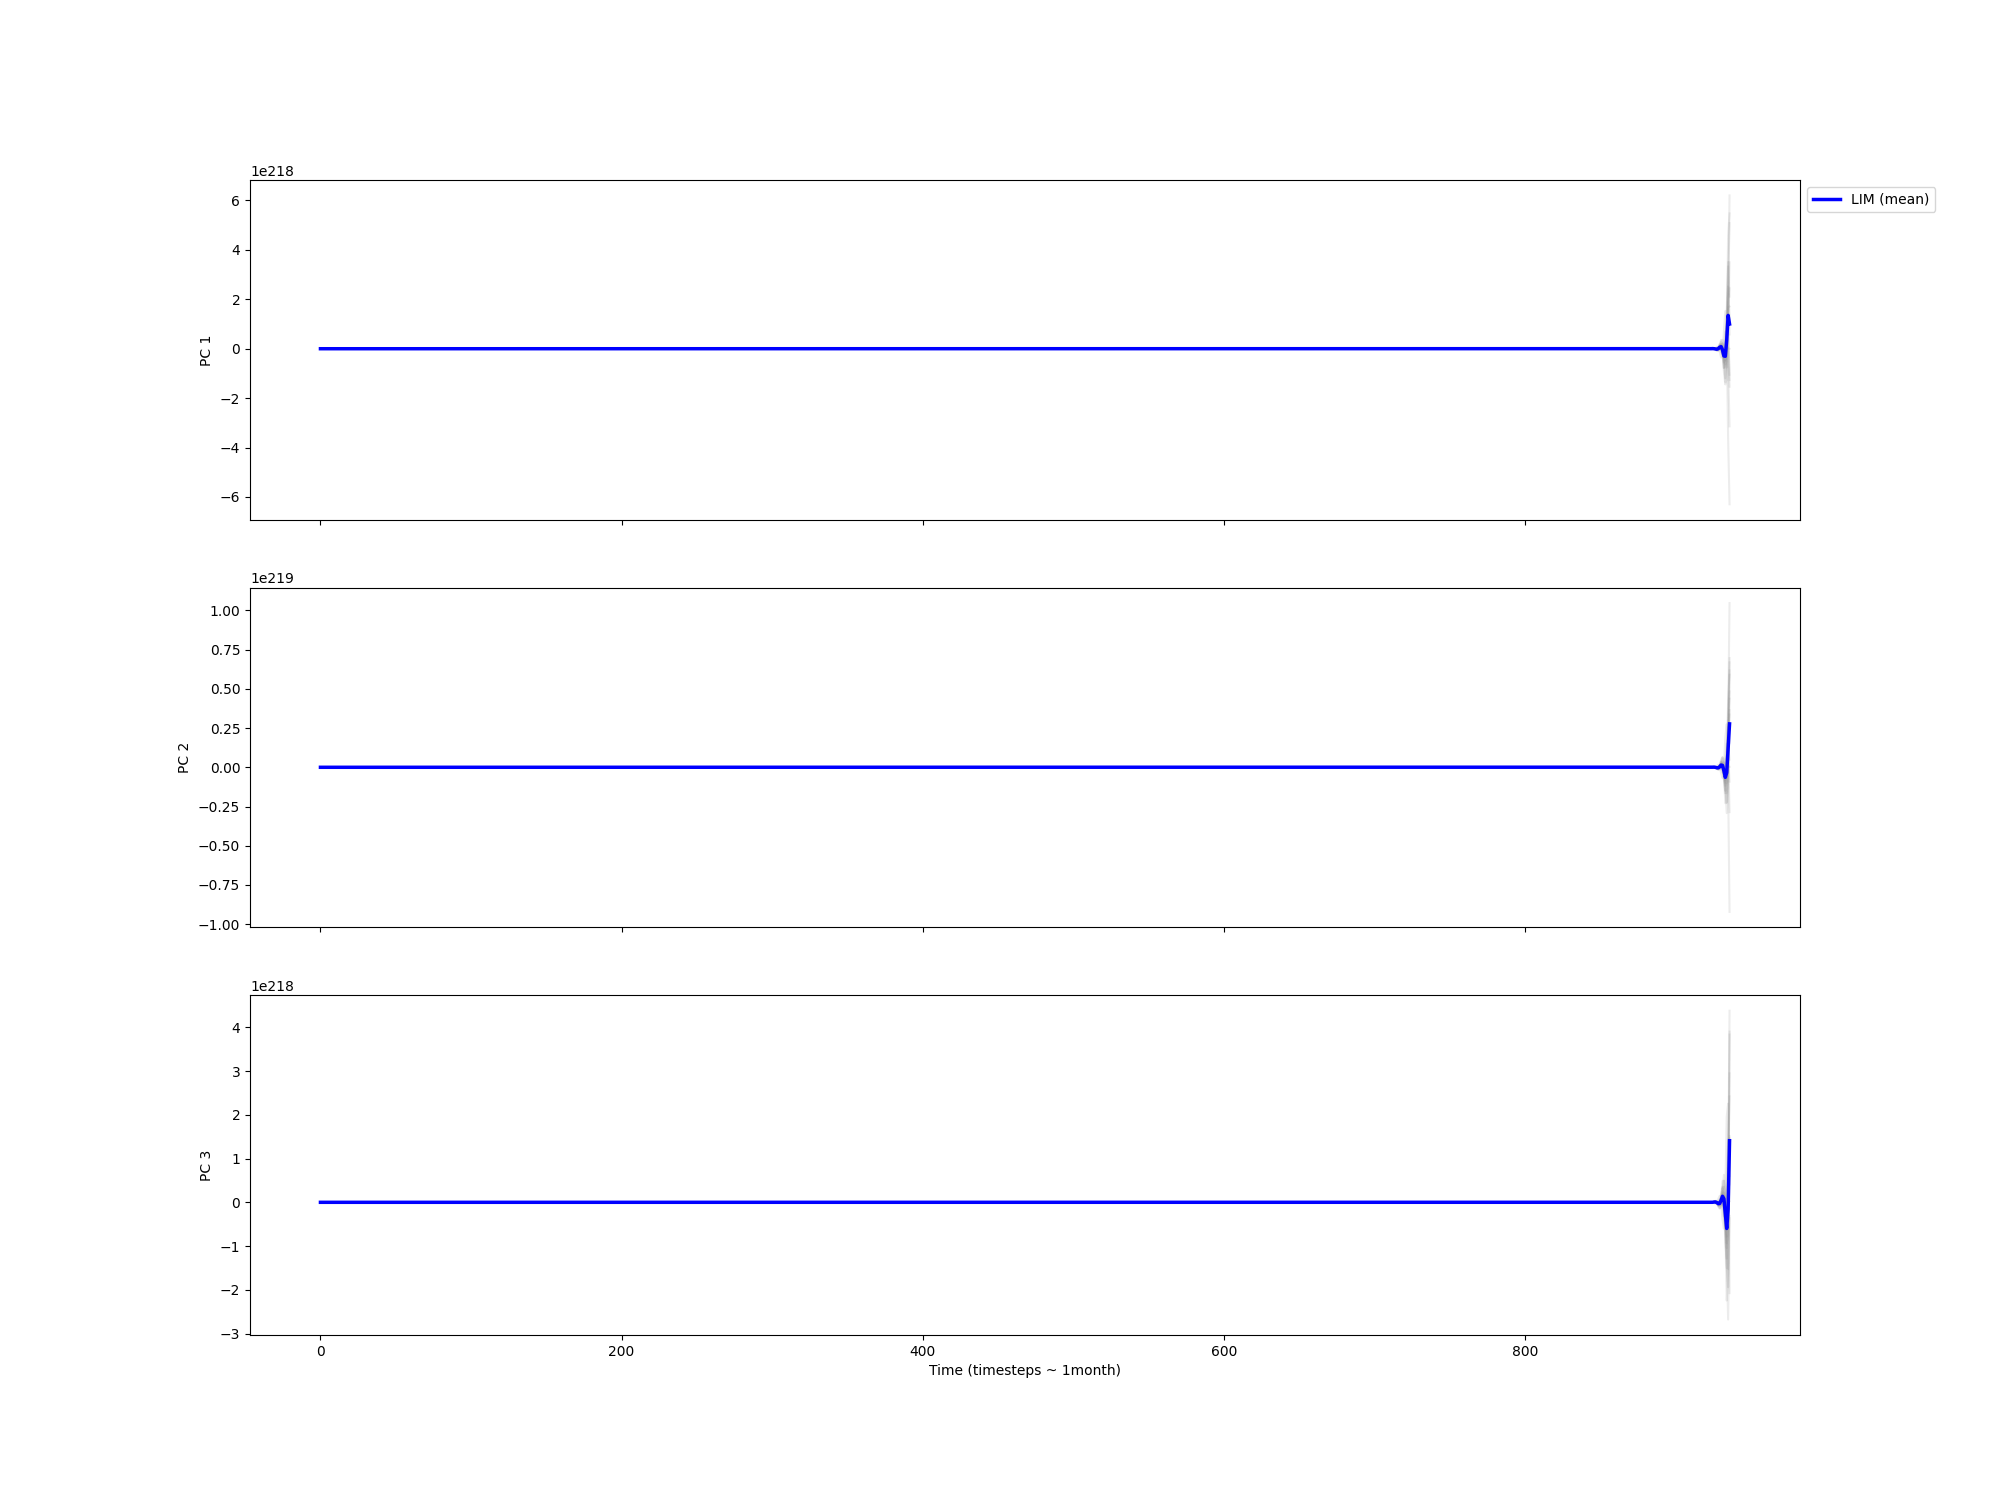 1e218
6
4
2
0
−2
−4
−6
PC 1
LIM (mean)
1e219
1.00
0.75
0.50
0.25
0.00
−0.25
−0.50
−0.75
−1.00
PC 2
1e218
4
3
2
1
0
−1
−2
−3
PC 3
0 200 400 600 800
Time (timesteps ~ 1month)